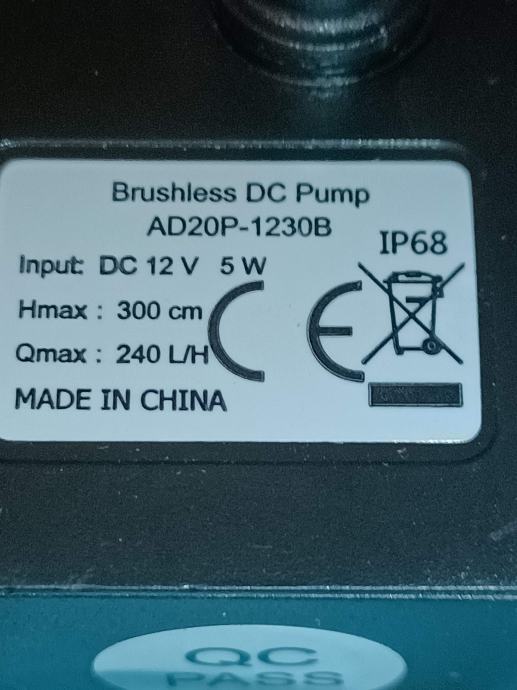 Brushless DC Pump
AD20P-1230B
IP68
Input: DC 12 V 5 W
Hmax : 300 cm
Qmax : 240 L/H
CE
MADE IN CHINA
QC
PASS